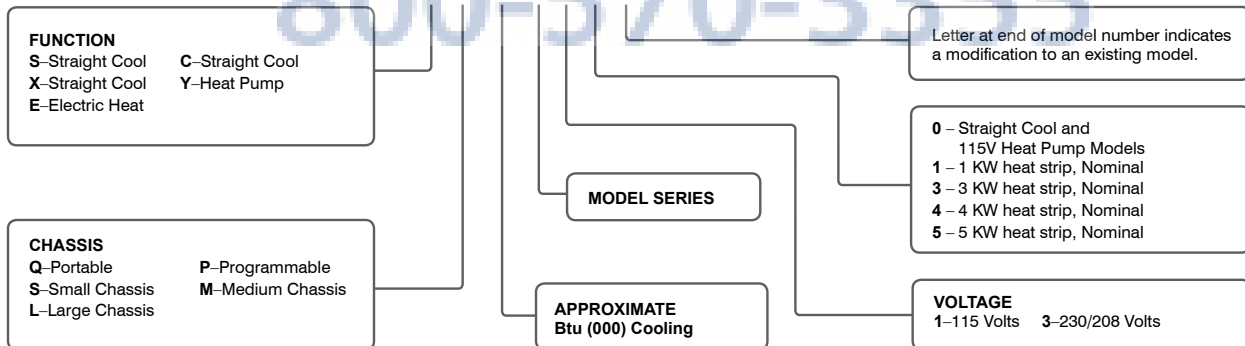 800-370-3333
FUNCTION
S–Straight Cool C–Straight Cool
X–Straight Cool Y–Heat Pump
E–Electric Heat
Letter at end of model number indicates
a modification to an existing model.
0 – Straight Cool and
115V Heat Pump Models
1 – 1 KW heat strip, Nominal
3 – 3 KW heat strip, Nominal
4 – 4 KW heat strip, Nominal
5 – 5 KW heat strip, Nominal
MODEL SERIES
CHASSIS
Q–Portable P–Programmable
S–Small Chassis M–Medium Chassis
L–Large Chassis
APPROXIMATE
Btu (000) Cooling
VOLTAGE
1–115 Volts 3–230/208 Volts